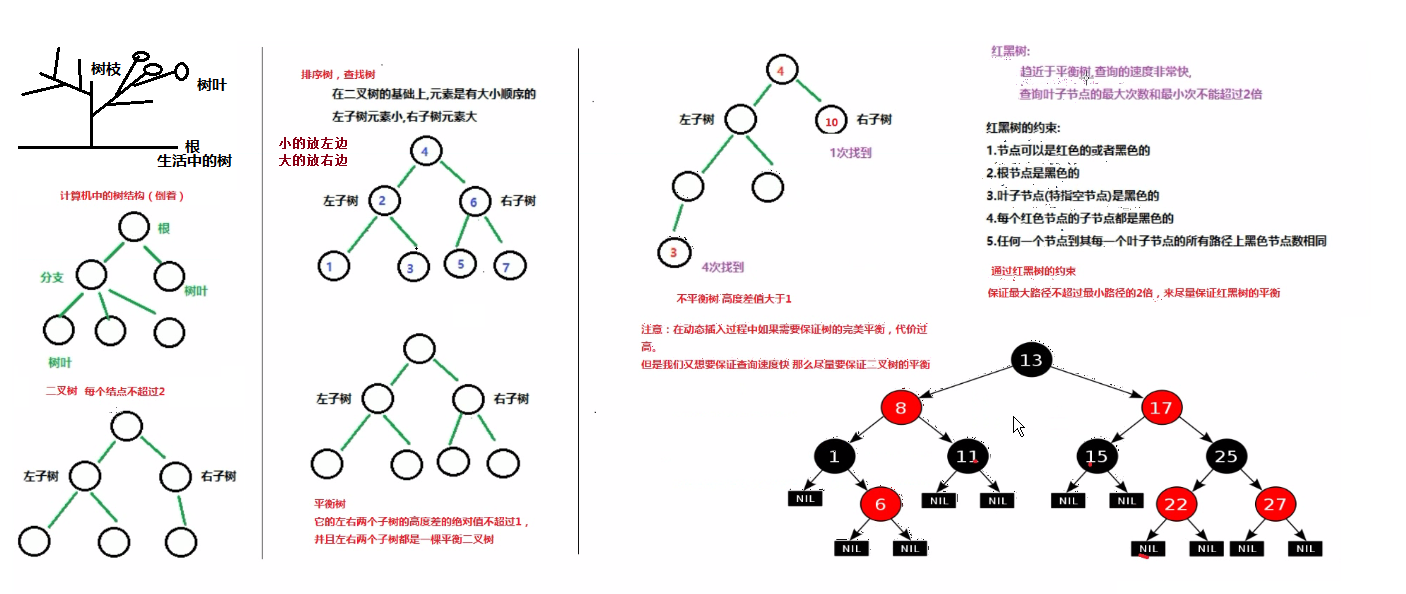 树枝
树叶
根
生活中的树
计算机中的树结构（倒着）
根
分支
树叶
树叶
二叉树 每个结点不超过2
左子树
右子树
排序树，查找树
在二叉树的基础上,元素是有大小顺序的
左子树元素小,右子树元素大
小的放左边
大的放右边
4
左子树
2
6
右子树
1
3
5
7
左子树
右子树
平衡树
它的左右两个子树的高度差的绝对值不超过1，
并且左右两个子树都是一棵平衡二叉树
4
左子树
10
右子树
1次找到
3
4次找到
不平衡树 高度差值大于1
注意：在动态插入过程中如果需要保证树的完美平衡，代价过
高。
但是我们又想要保证查询速度快 那么尽量要保证二叉树的平衡
红黑树:
趋近于平衡树,查询的速度非常快,
查询叶子节点的最大次数和最小次不能超过2倍
红黑树的约束:
1.节点可以是红色的或者黑色的
2.根节点是黑色的
3.叶子节点(特指空节点)是黑色的
4.每个红色节点的子节点都是黑色的
5.任何一个节点到其每一个叶子节点的所有路径上黑色节点数相同
通过红黑树的约束
保证最大路径不超过最小路径的2倍，来尽量保证红黑树的平衡
13
8
17
1
11
15
25
NIL
6
NIL
NIL
NIL
NIL
22
27
NIL
NIL
NIL
NIL
NIL
NIL